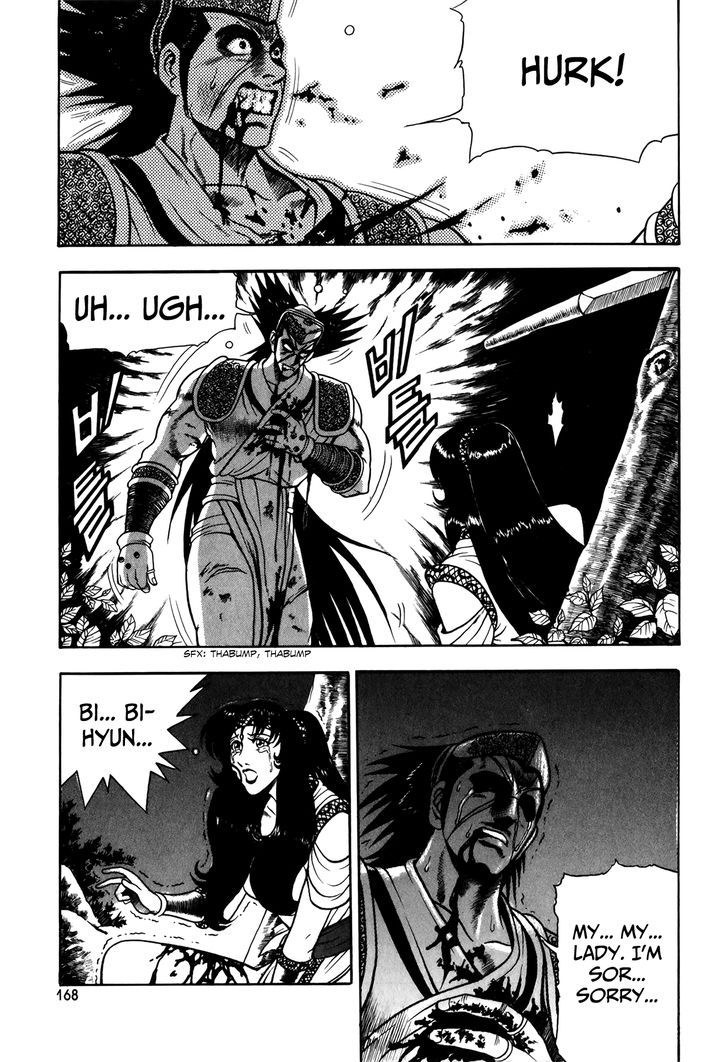 HURK!
UH... UGH...
비틀
비틀
SFX: THABUMP, THABUMP
BI... BI-
HYUN...
MY... MY...
LADY. I'M
SOR...
SORRY...
168